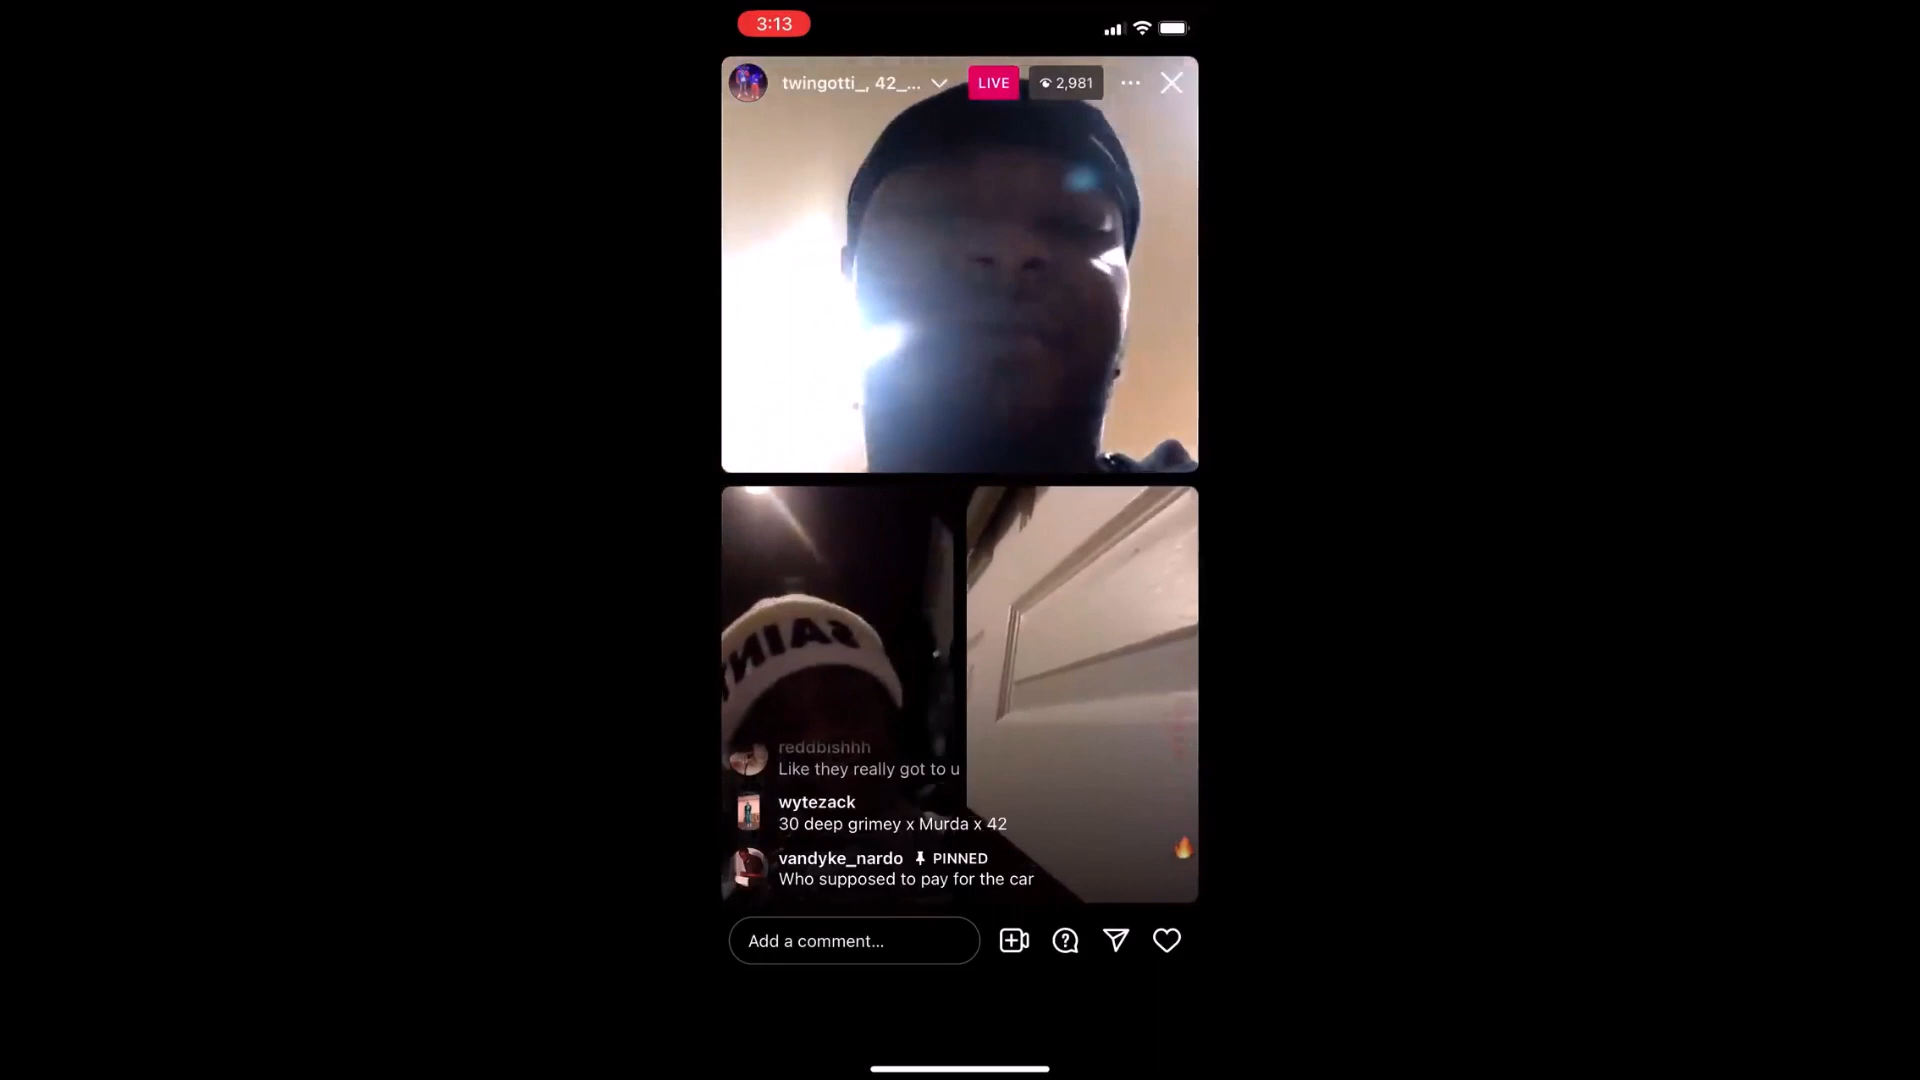 3:13
twingotti_, 42_...
LIVE
2,981
SAINT
reddbishhh
Like they really got to u
wytezack
30 deep grimey x Murda x 42
vandyke_nardo PINNED
Who supposed to pay for the car
Add a comment...